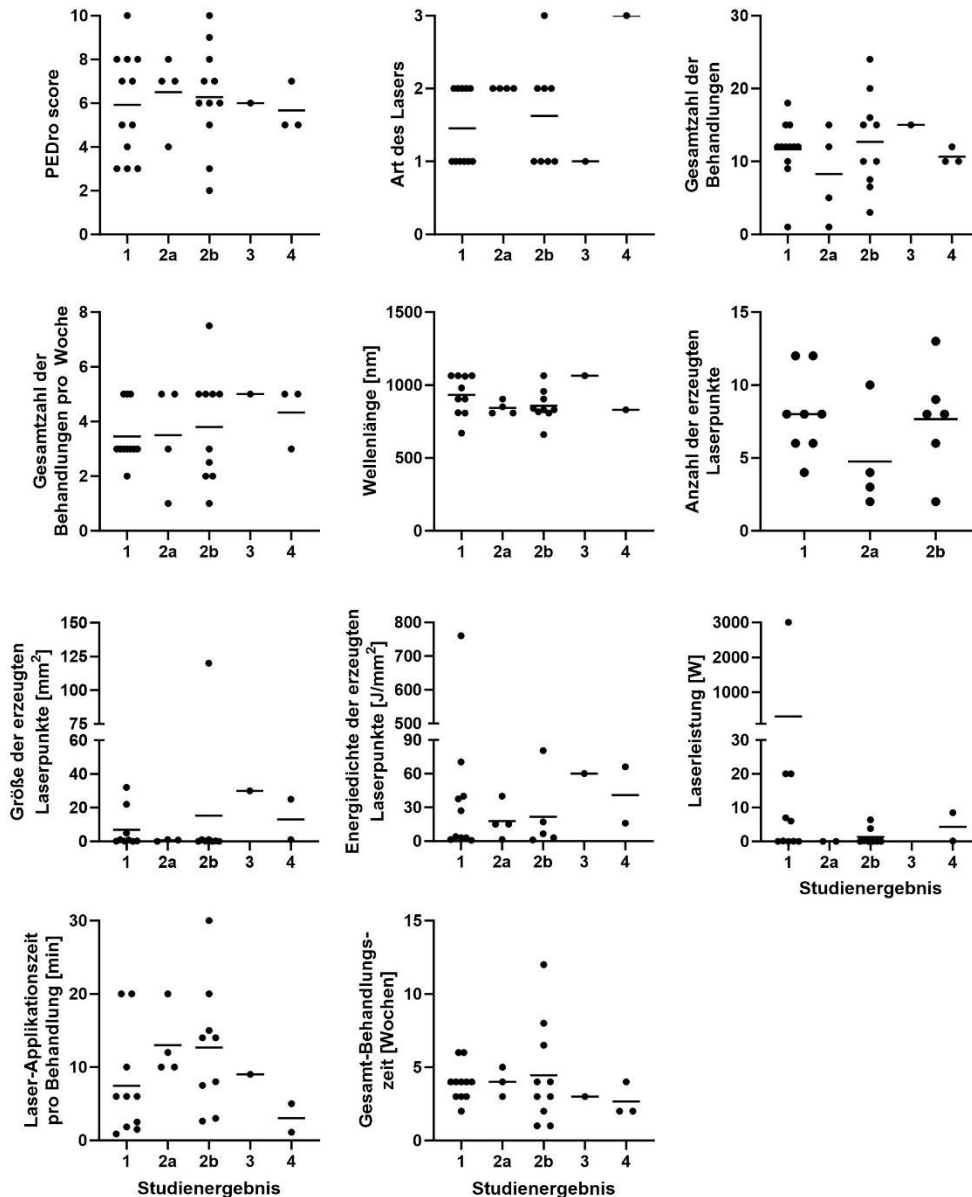 PEDro score
10
8
6
4
2
0
1 2a 2b 3 4
Art des Lasers
3
2
1
0
1 2a 2b 3 4
Gesamtzahl der
Behandlungen
30
20
10
0
1 2a 2b 3 4
Gesamtzahl der
Behandlungen pro Woche
8
6
4
2
0
1 2a 2b 3 4
Wellenlänge [nm]
1500
1000
500
0
1 2a 2b 3 4
Anzahl der erzeugten
Laserpunkte
15
10
5
0
1 2a 2b
Größe der erzeugten
Laserpunkte [mm²]
150
125
100
75
60
40
20
0
1 2a 2b 3 4
Energiedichte der erzeugten
Laserpunkte [J/mm²]
800
700
600
500
90
60
30
0
1 2a 2b 3 4
Laserleistung [W]
3000
2000
1000
30
20
10
0
1 2a 2b 3 4
Studienergebnis
Laser-Applikationszeit
pro Behandlung [min]
30
20
10
0
1 2a 2b 3 4
Studienergebnis
Gesamt-Behandlungs-
zeit [Wochen]
15
10
5
0
1 2a 2b 3 4
Studienergebnis